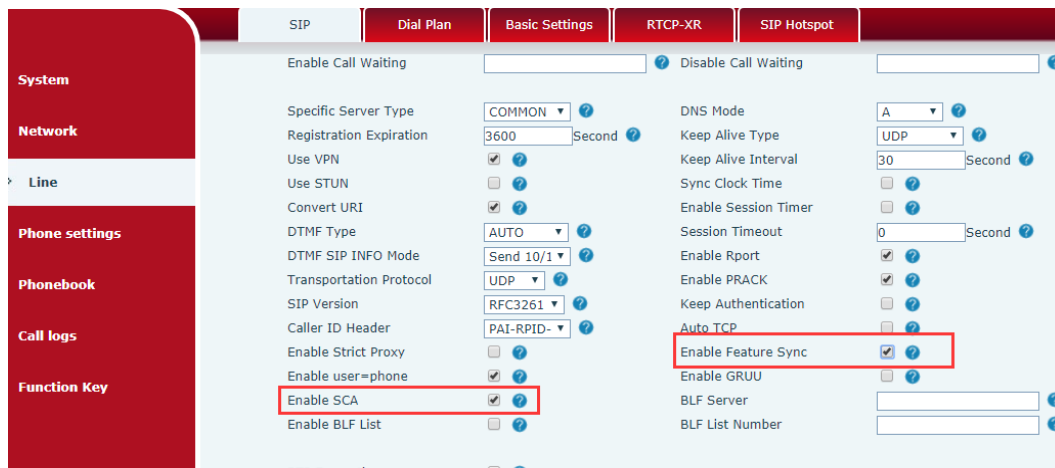 SIP Dial Plan Basic Settings RTCP-XR SIP Hotspot
System
Network
Line
Phone settings
Phonebook
Call logs
Function Key
Enable Call Waiting ? Disable Call Waiting ?
Specific Server Type COMMON ? DNS Mode A ?
Registration Expiration 3600 Second ? Keep Alive Type UDP ?
Use VPN ? Keep Alive Interval 30 Second ?
Use STUN ? Sync Clock Time ?
Convert URI ? Enable Session Timer ?
DTMF Type AUTO ? Session Timeout 0 Second ?
DTMF SIP INFO Mode Send 10/1 ? Enable Rport ?
Transportation Protocol UDP ? Enable PRACK ?
SIP Version RFC3261 ? Keep Authentication ?
Caller ID Header PAI-RPID- ? Auto TCP ?
Enable Strict Proxy ? Enable Feature Sync ?
Enable user=phone ? Enable GRUU ?
Enable SCA ? BLF Server ?
Enable BLF List ? BLF List Number ?